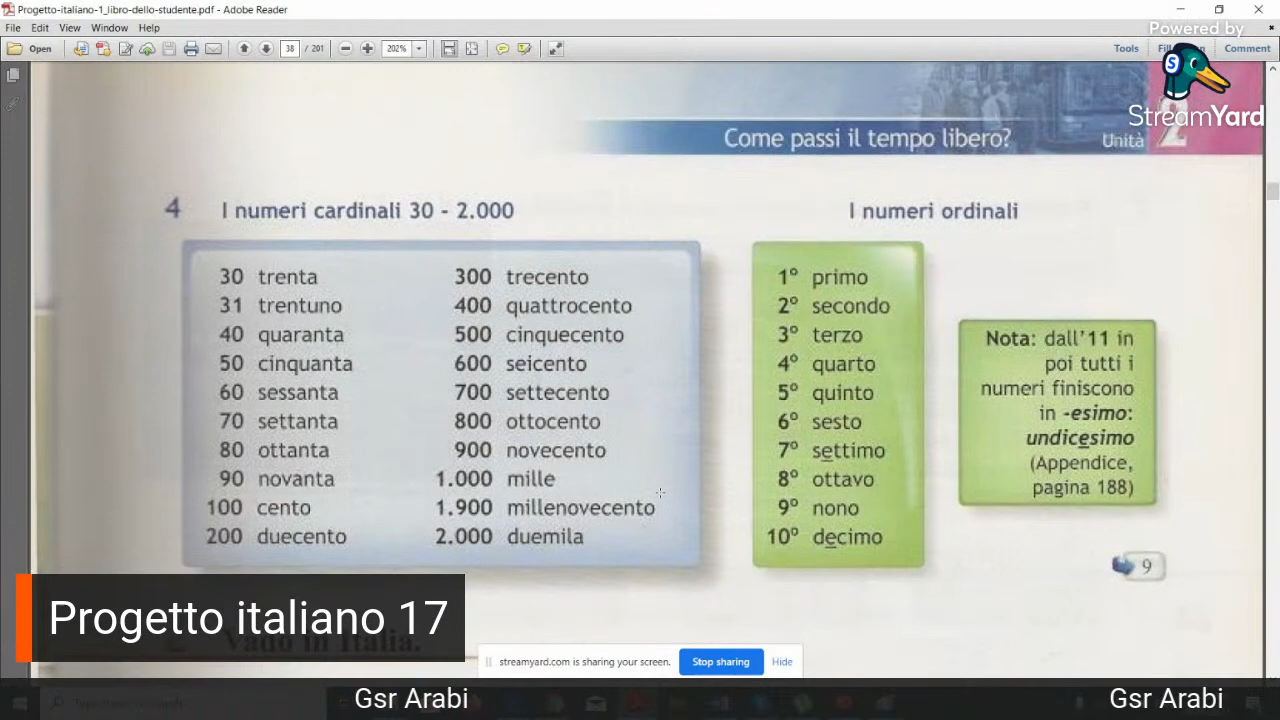 Progetto-italiano-1_libro-dello-studente.pdf - Adobe Reader
File Edit View Window Help
Open
38 / 201
202%
Tools
Comment
Powered by
StreamYard
Come passi il tempo libero?
Unità 2
4 I numeri cardinali 30 - 2.000
30 trenta
31 trentuno
40 quaranta
50 cinquanta
60 sessanta
70 settanta
80 ottanta
90 novanta
100 cento
200 duecento
300 trecento
400 quattrocento
500 cinquecento
600 seicento
700 settecento
800 ottocento
900 novecento
1.000 mille
1.900 millenovecento
2.000 duemila
I numeri ordinali
1° primo
2° secondo
3° terzo
4° quarto
5° quinto
6° sesto
7° settimo
8° ottavo
9° nono
10° decimo
Nota: dall'11 in
poi tutti i
numeri finiscono
in -esimo:
undicesimo
(Appendice,
pagina 188)
9
Progetto italiano 17
Vado in Italia.
streamyard.com is sharing your screen.
Stop sharing
Hide
Gsr Arabi
Gsr Arabi